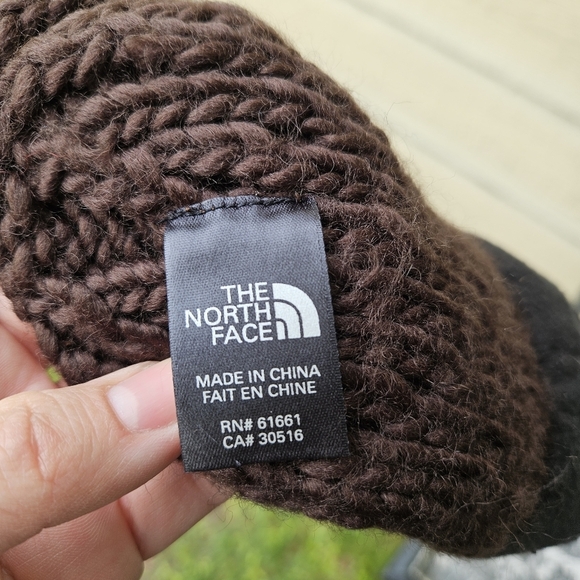 THE
NORTH
FACE
MADE IN CHINA
FAIT EN CHINE
RN# 61661
CA# 30516